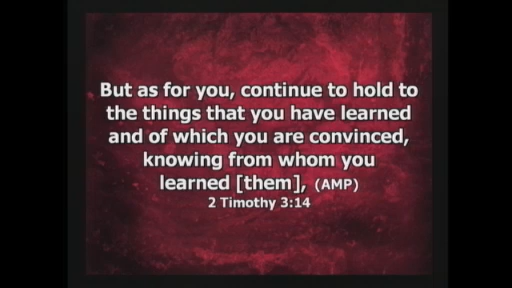 But as for you, continue to hold to
the things that you have learned
and of which you are convinced,
knowing from whom you
learned [them], (AMP)
2 Timothy 3:14